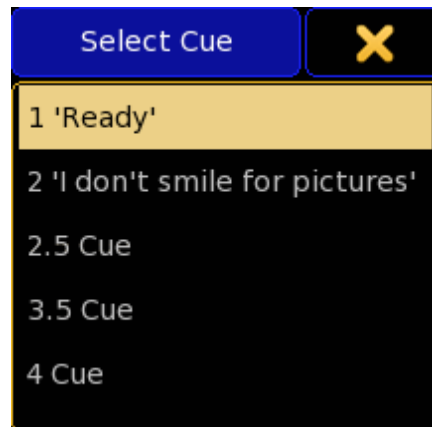 Select Cue
1 'Ready'
2 'I don't smile for pictures'
2.5 Cue
3.5 Cue
4 Cue